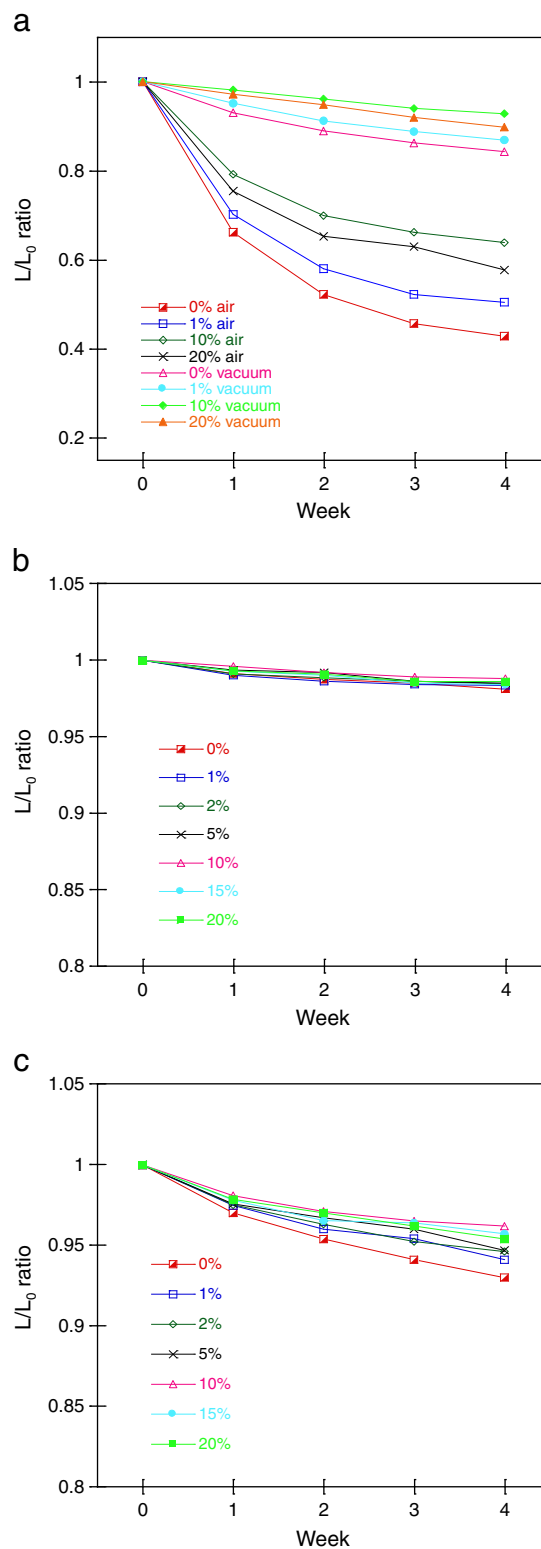 a
1
0.8
0.6
0.4
0.2
L/L0 ratio
0% air
1% air
10% air
20% air
0% vacuum
1% vacuum
10% vacuum
20% vacuum
0 1 2 3 4
Week
b
1.05
1
0.95
0.9
0.85
0.8
L/L0 ratio
0%
1%
2%
5%
10%
15%
20%
0 1 2 3 4
Week
c
1.05
1
0.95
0.9
0.85
0.8
L/L0 ratio
0%
1%
2%
5%
10%
15%
20%
0 1 2 3 4
Week